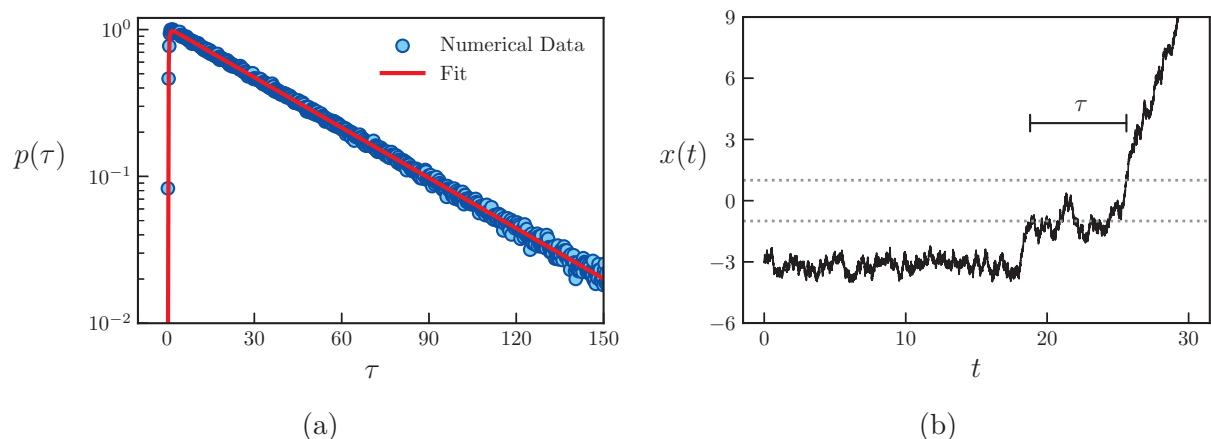 10^0
10^{-1}
10^{-2}
p(τ)
Numerical Data
Fit
0 30 60 90 120 150
τ
(a)
9
6
3
0
−3
−6
x(t)
τ
0 10 20 30
t
(b)